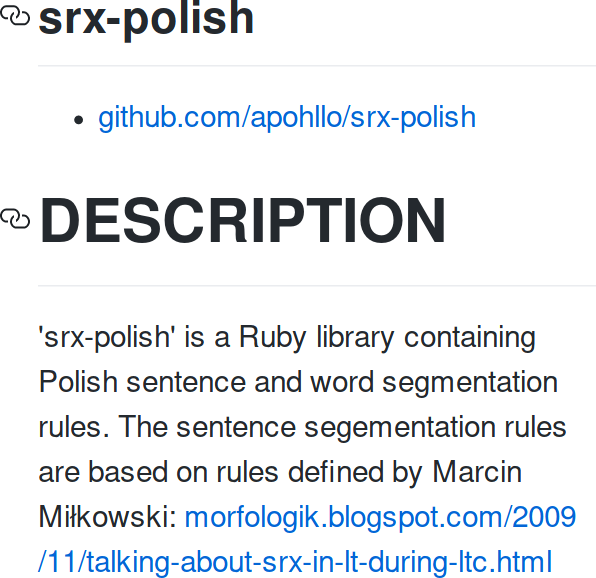 srx-polish
• github.com/apohllo/srx-polish
DESCRIPTION
'srx-polish' is a Ruby library containing
Polish sentence and word segmentation
rules. The sentence segementation rules
are based on rules defined by Marcin
Miłkowski: morfologik.blogspot.com/2009
/11/talking-about-srx-in-lt-during-ltc.html